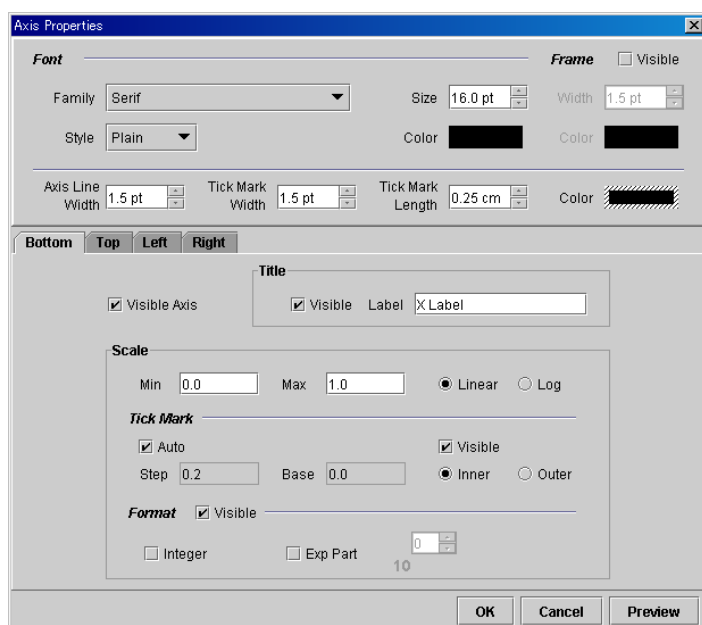 Axis Properties
Font Frame Visible
Family Serif Size 16.0 pt Width 1.5 pt
Style Plain Color Color
Axis Line Width 1.5 pt Tick Mark Width 1.5 pt Tick Mark Length 0.25 cm Color
Bottom Top Left Right
Title
Visible Axis Visible Label X Label
Scale
Min 0.0 Max 1.0 Linear Log
Tick Mark
Auto Visible
Step 0.2 Base 0.0 Inner Outer
Format Visible
Integer Exp Part 10 0
OK Cancel Preview